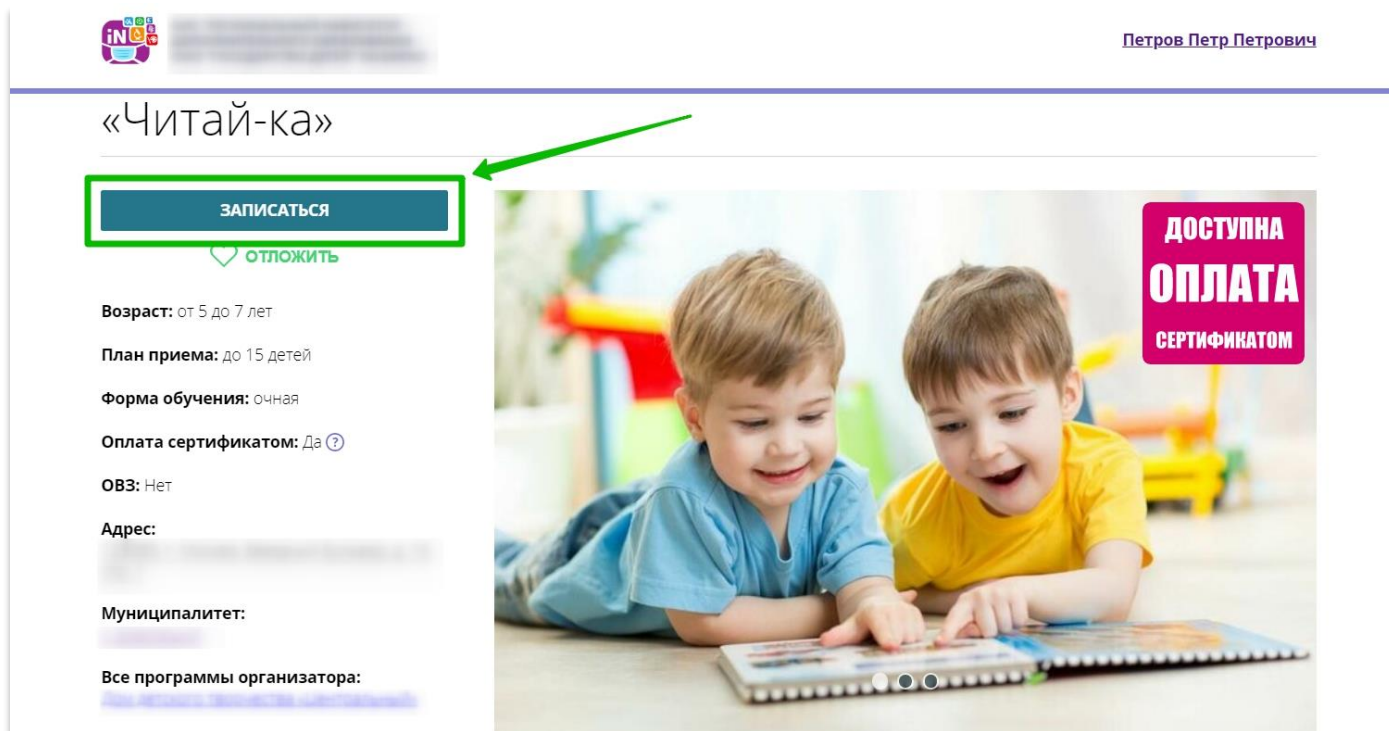 iN
Петров Петр Петрович
«Читай-ка»
ЗАПИСАТЬСЯ
ОТЛОЖИТЬ
Возраст: от 5 до 7 лет
План приема: до 15 детей
Форма обучения: очная
Оплата сертификатом: Да ?
ОВЗ: Нет
Адрес:
Муниципалитет:
Все программы организатора:
ДОСТУПНА
ОПЛАТА
СЕРТИФИКАТОМ